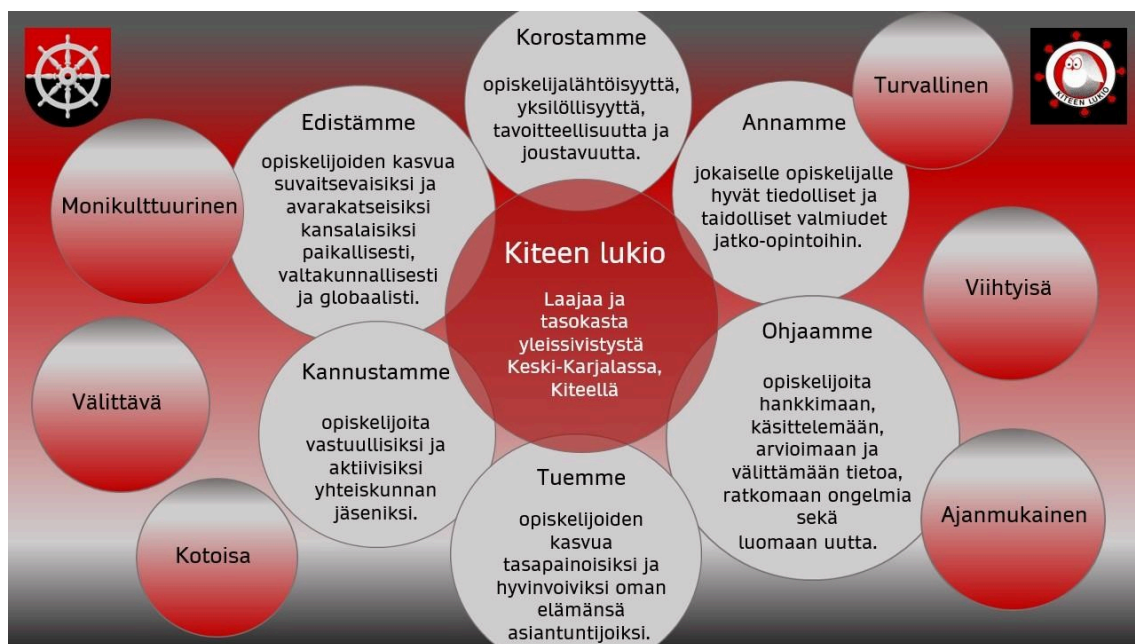 Korostamme
opiskelijalähtöisyyttä,
yksilöllisyyttä,
tavoitteellisuutta ja
joustavuutta.
Turvallinen
KITEEN LUKIO
Edistämme
opiskelijoiden kasvua
suvaitsevaisiksi ja
avarakatseisiksi
kansalaisiksi
paikallisesti,
valtakunnallisesti
ja globaalisti.
Annamme
jokaiselle opiskelijalle
hyvät tiedolliset ja
taidolliset valmiudet
jatko-opintoihin.
Monikulttuurinen
Kiteen lukio
Laajaa ja
tasokasta
yleissivistystä
Keski-Karjalassa,
Kiteellä
Viihtyisä
Ohjaamme
opiskelijoita
hankkimaan,
käsittelemään,
arvioimaan ja
välittämään tietoa,
ratkomaan ongelmia
sekä
luomaan uutta.
Kannustamme
opiskelijoita
vastuullisiksi ja
aktiivisiksi
yhteiskunnan
jäseniksi.
Välittävä
Tuemme
opiskelijoiden
kasvua
tasapainoisiksi ja
hyvinvoiviksi oman
elämänsä
asiantuntijoiksi.
Ajanmukainen
Kotoisa